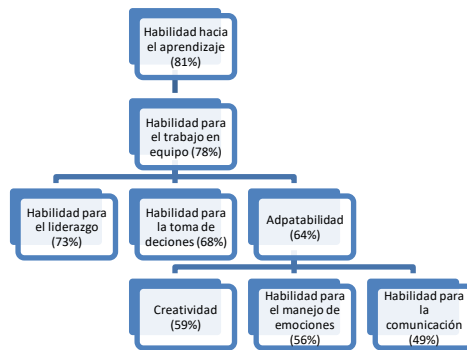 Habilidad hacia
el aprendizaje
(81%)
Habilidad para
el trabajo en
equipo (78%)
Habilidad para
el liderazgo
(73%)
Habilidad para
la toma de
deciones (68%)
Adpatabilidad
(64%)
Creatividad
(59%)
Habilidad para
el manejo de
emociones
(56%)
Habilidad para
la
comunicación
(49%)